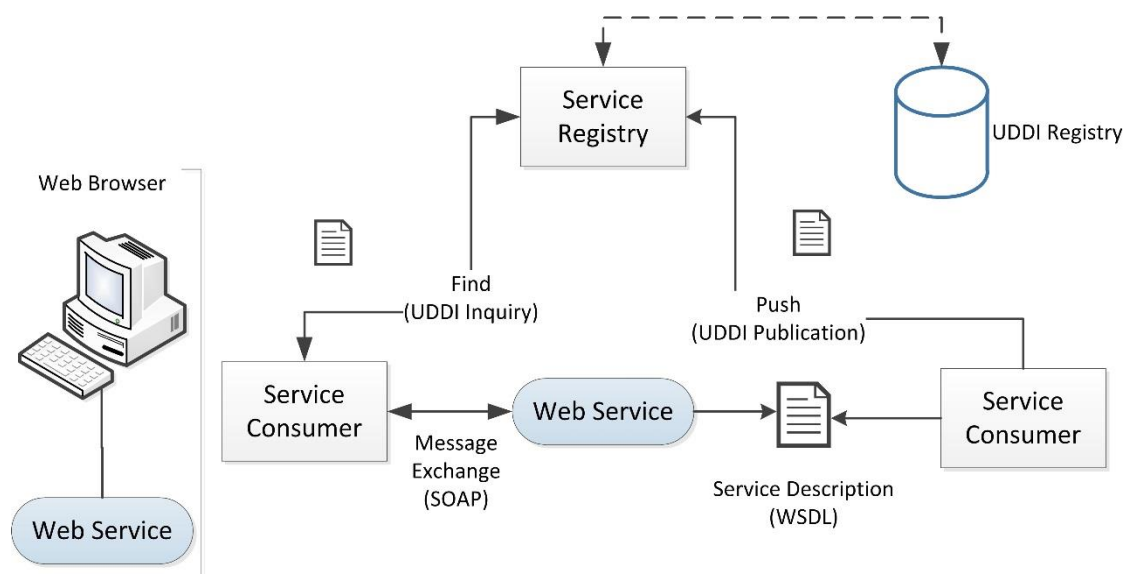 Service
Registry
UDDI Registry
Web Browser
Find
(UDDI Inquiry)
Push
(UDDI Publication)
Service
Consumer
Message
Exchange
(SOAP)
Web Service
Service Description
(WSDL)
Service
Consumer
Web Service